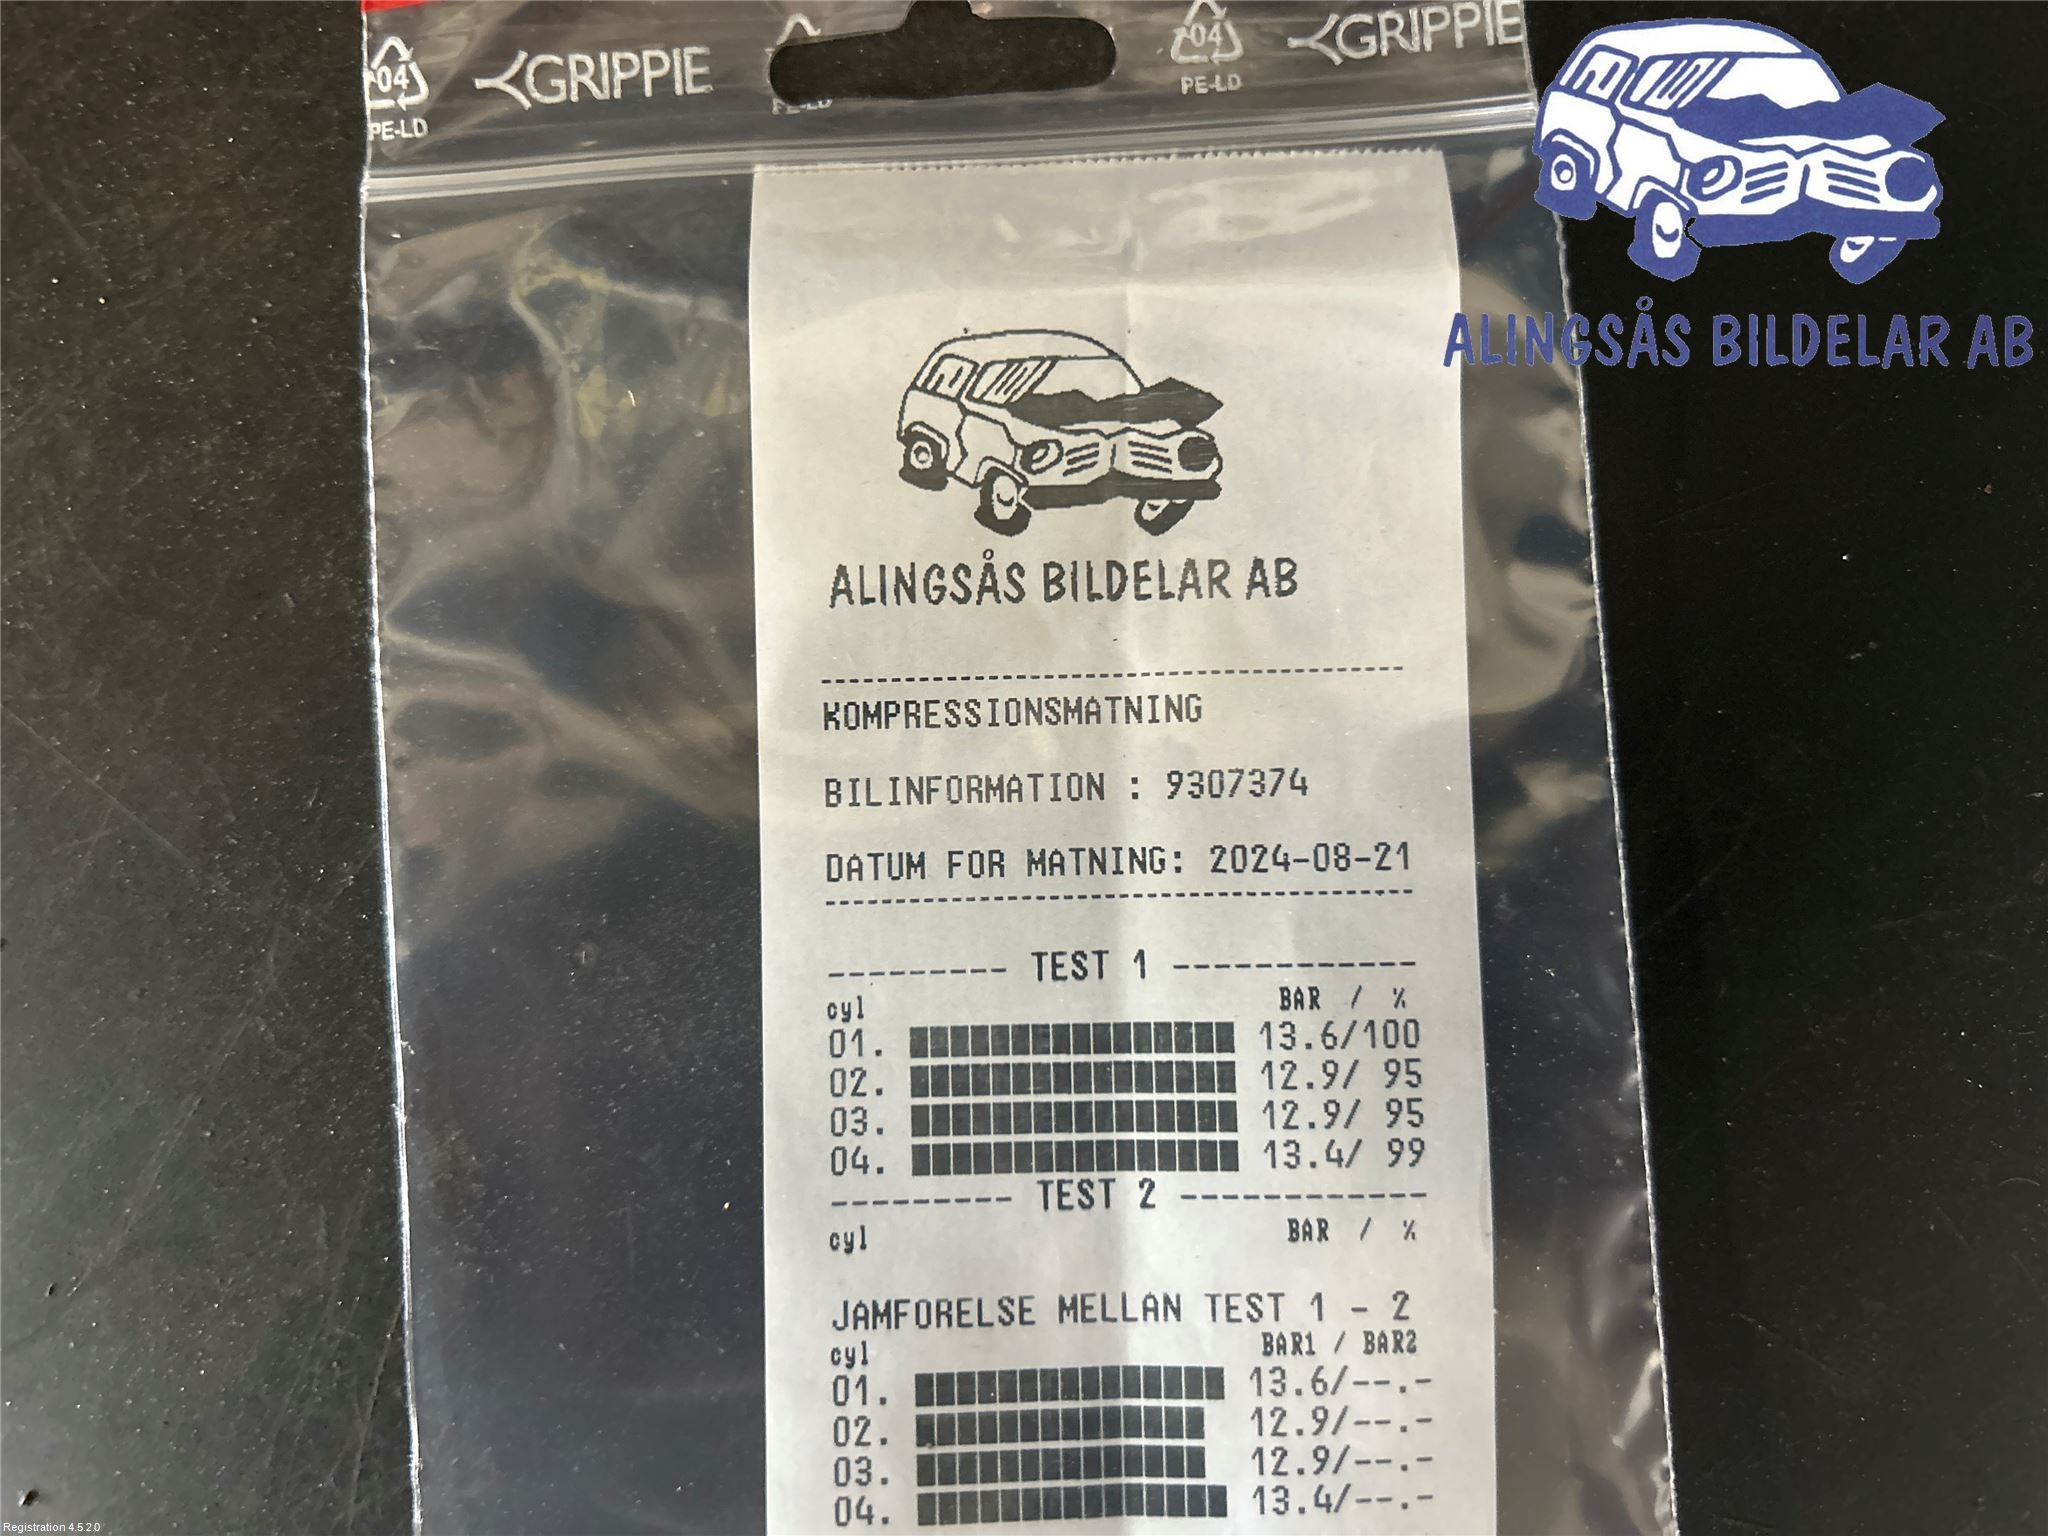 04
PE-LD
GRIPPIE
PE-LD
04
PE-LD
GRIPPIE
ALINGSÅS BILDELAR AB
ALINGSÅS BILDELAR AB
KOMPRESSIONSMATNING
BILINFORMATION : 9307374
DATUM FOR MATNING: 2024-08-21
--------- TEST 1 ------------
cyl BAR / %
01. 13.6/100
02. 12.9/ 95
03. 12.9/ 95
04. 13.4/ 99
--------- TEST 2 ------------
cyl BAR / %
JAMFORELSE MELLAN TEST 1 - 2
cyl BAR1 / BAR2
01. 13.6/--.-
02. 12.9/--.-
03. 12.9/--.-
04. 13.4/--.-
Registration 4.5.2.0